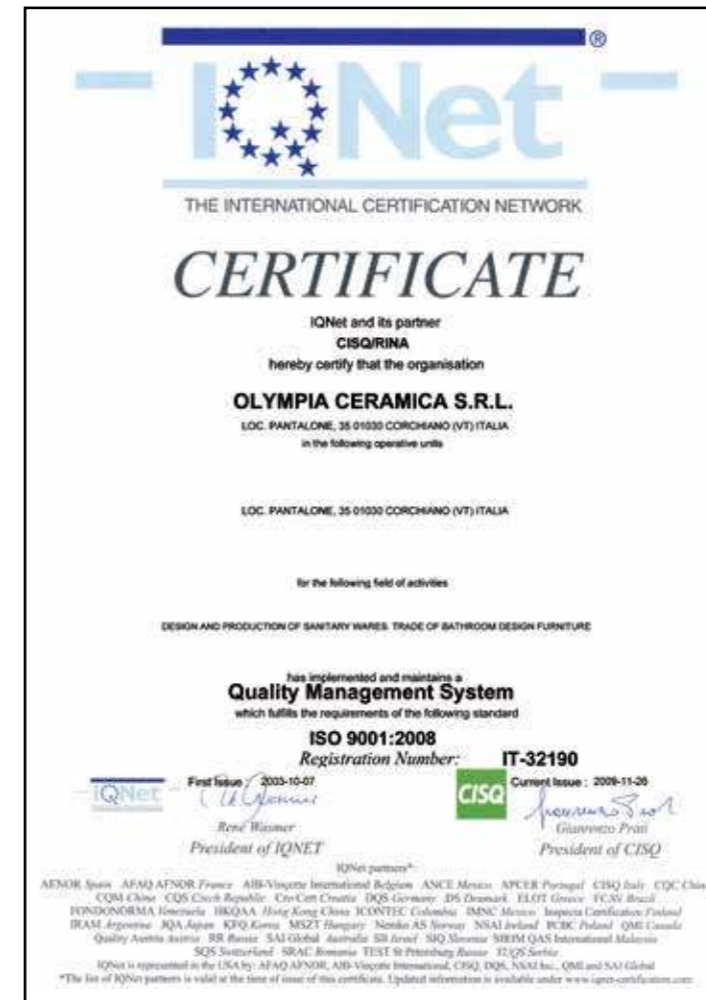 IQNet ®
THE INTERNATIONAL CERTIFICATION NETWORK
CERTIFICATE
IQNet and its partner
CISQ/RINA
hereby certify that the organisation
OLYMPIA CERAMICA S.R.L.
LOC. PANTALONE, 35 01030 CORCHIANO (VT) ITALIA
in the following operative units
LOC. PANTALONE, 35 01030 CORCHIANO (VT) ITALIA
for the following field of activities
DESIGN AND PRODUCTION OF SANITARY WARES. TRADE OF BATHROOM DESIGN FURNITURE
has implemented and maintains a
Quality Management System
which fulfills the requirements of the following standard
ISO 9001:2008
Registration Number: IT-32190
First Issue : 2003-10-07
Current Issue : 2009-11-26
IQNet
CISQ
René Wasmer
President of IQNET
Gianrenzo Prati
President of CISQ
IQNet partners*:
AENOR Spain AFAQ AFNOR France AIB-Vinçotte International Belgium ANCE Mexico APCER Portugal CISQ Italy CQC China
CQM China CQS Czech Republic Cro Cert Croatia DQS Germany DS Denmark ELOT Greece FCAV Brazil
FONDONORMA Venezuela HKQAA Hong Kong China ICONTEC Colombia IMNC Mexico Inspecta Certification Finland
IRAM Argentina JQA Japan KFQ Korea MSZT Hungary Nemko AS Norway NSAI Ireland PCBC Poland QMI Canada
Quality Austria Austria RR Russia SAI Global Australia SII Israel SIQ Slovenia SIRIM QAS International Malaysia
SQS Switzerland SRAC Romania TEST St Petersburg Russia YUQS Serbia
IQNet is represented in the USA by: AFAQ AFNOR, AIB-Vinçotte International, CISQ, DQS, NSAI Inc., QMI and SAI Global
*The list of IQNet partners is valid at the time of issue of this certificate. Updated information is available under www.iqnet-certification.com